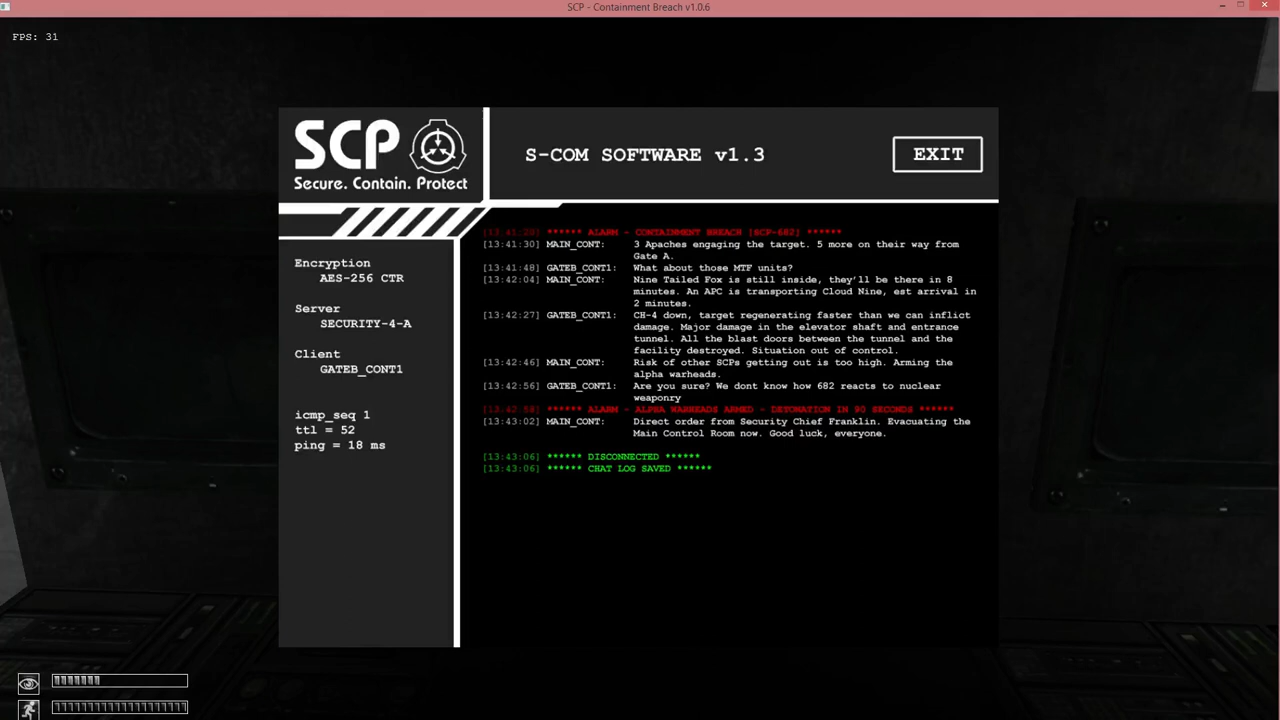 SCP - Containment Breach v1.0.6
FPS: 31
SCP
Secure. Contain. Protect
S-COM SOFTWARE v1.3
EXIT
Encryption
AES-256 CTR
Server
SECURITY-4-A
Client
GATEB_CONT1
icmp_seq 1
ttl = 52
ping = 18 ms
[13:41:20] ****** ALARM - CONTAINMENT BREACH [SCP-682] ******
[13:41:30] MAIN_CONT: 3 Apaches engaging the target. 5 more on their way from
Gate A.
[13:41:48] GATEB_CONT1: What about those MTF units?
[13:42:04] MAIN_CONT: Nine Tailed Fox is still inside, they'll be there in 8
minutes. An APC is transporting Cloud Nine, est arrival in
2 minutes.
[13:42:27] GATEB_CONT1: CH-4 down, target regenerating faster than we can inflict
damage. Major damage in the elevator shaft and entrance
tunnel. All the blast doors between the tunnel and the
facility destroyed. Situation out of control.
[13:42:46] MAIN_CONT: Risk of other SCPs getting out is too high. Arming the
alpha warheads.
[13:42:56] GATEB_CONT1: Are you sure? We dont know how 682 reacts to nuclear
weaponry
[13:42:58] ****** ALARM - ALPHA WARHEADS ARMED - DETONATION IN 90 SECONDS ******
[13:43:02] MAIN_CONT: Direct order from Security Chief Franklin. Evacuating the
Main Control Room now. Good luck, everyone.
[13:43:06] ****** DISCONNECTED ******
[13:43:06] ****** CHAT LOG SAVED ******